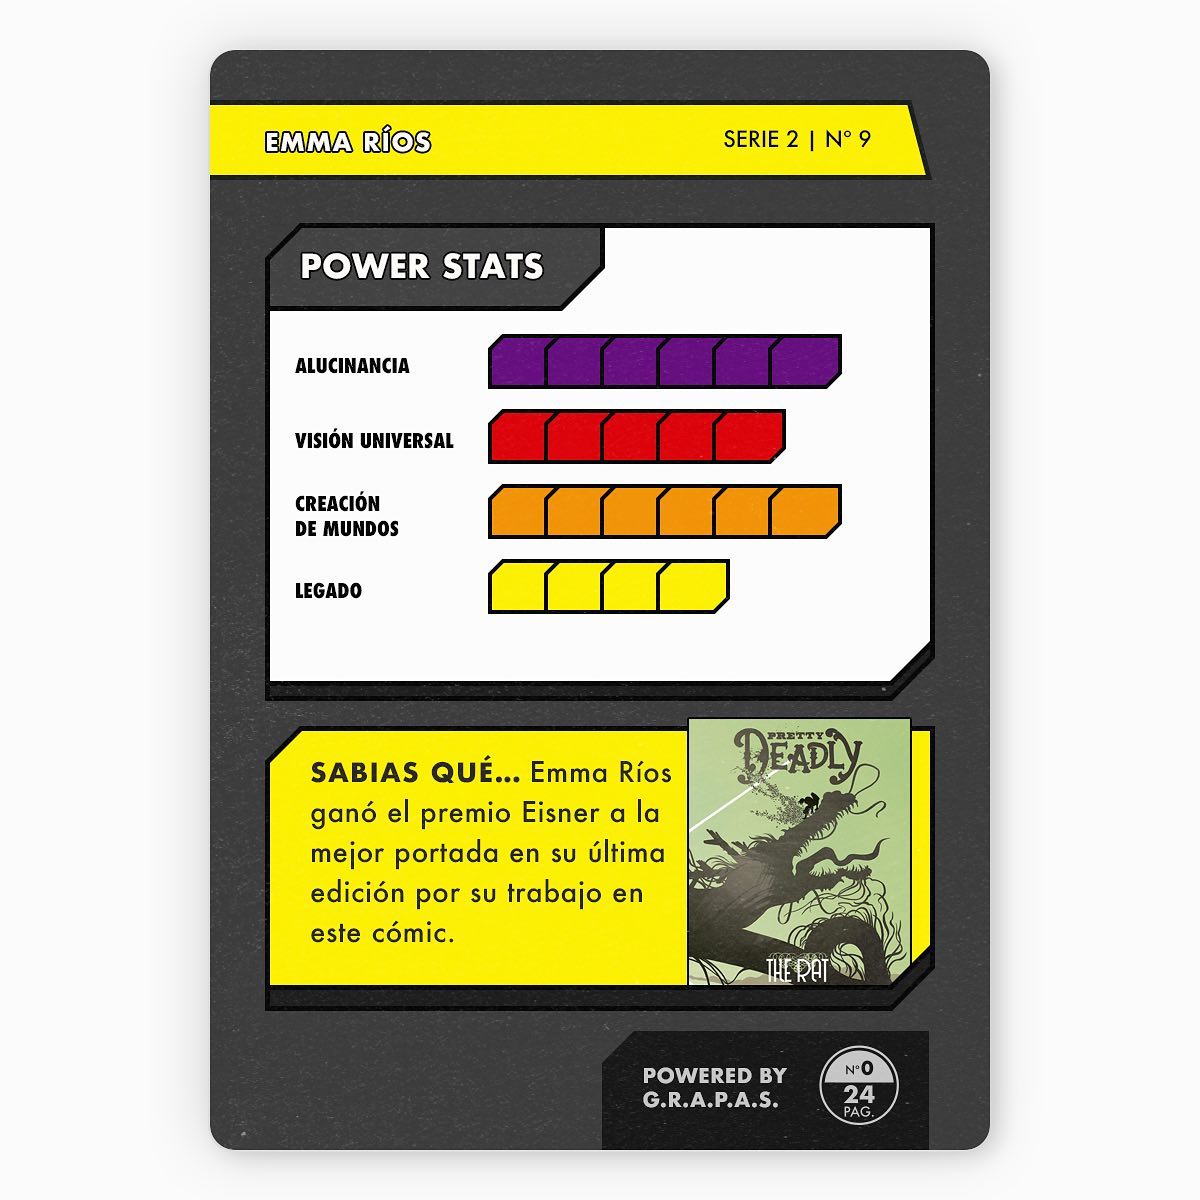 EMMA RÍOS
SERIE 2 | Nº 9
POWER STATS
ALUCINANCIA
VISIÓN UNIVERSAL
CREACIÓN
DE MUNDOS
LEGADO
SABIAS QUÉ... Emma Ríos
ganó el premio Eisner a la
mejor portada en su última
edición por su trabajo en
este cómic.
PRETTY
DEADLY
THE RAT
POWERED BY
G.R.A.P.A.S.
Nº0
24
PAG.